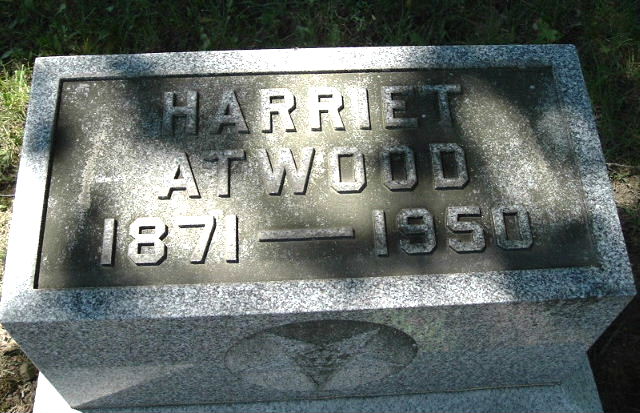 HARRIET
ATWOOD
1871 — 1950